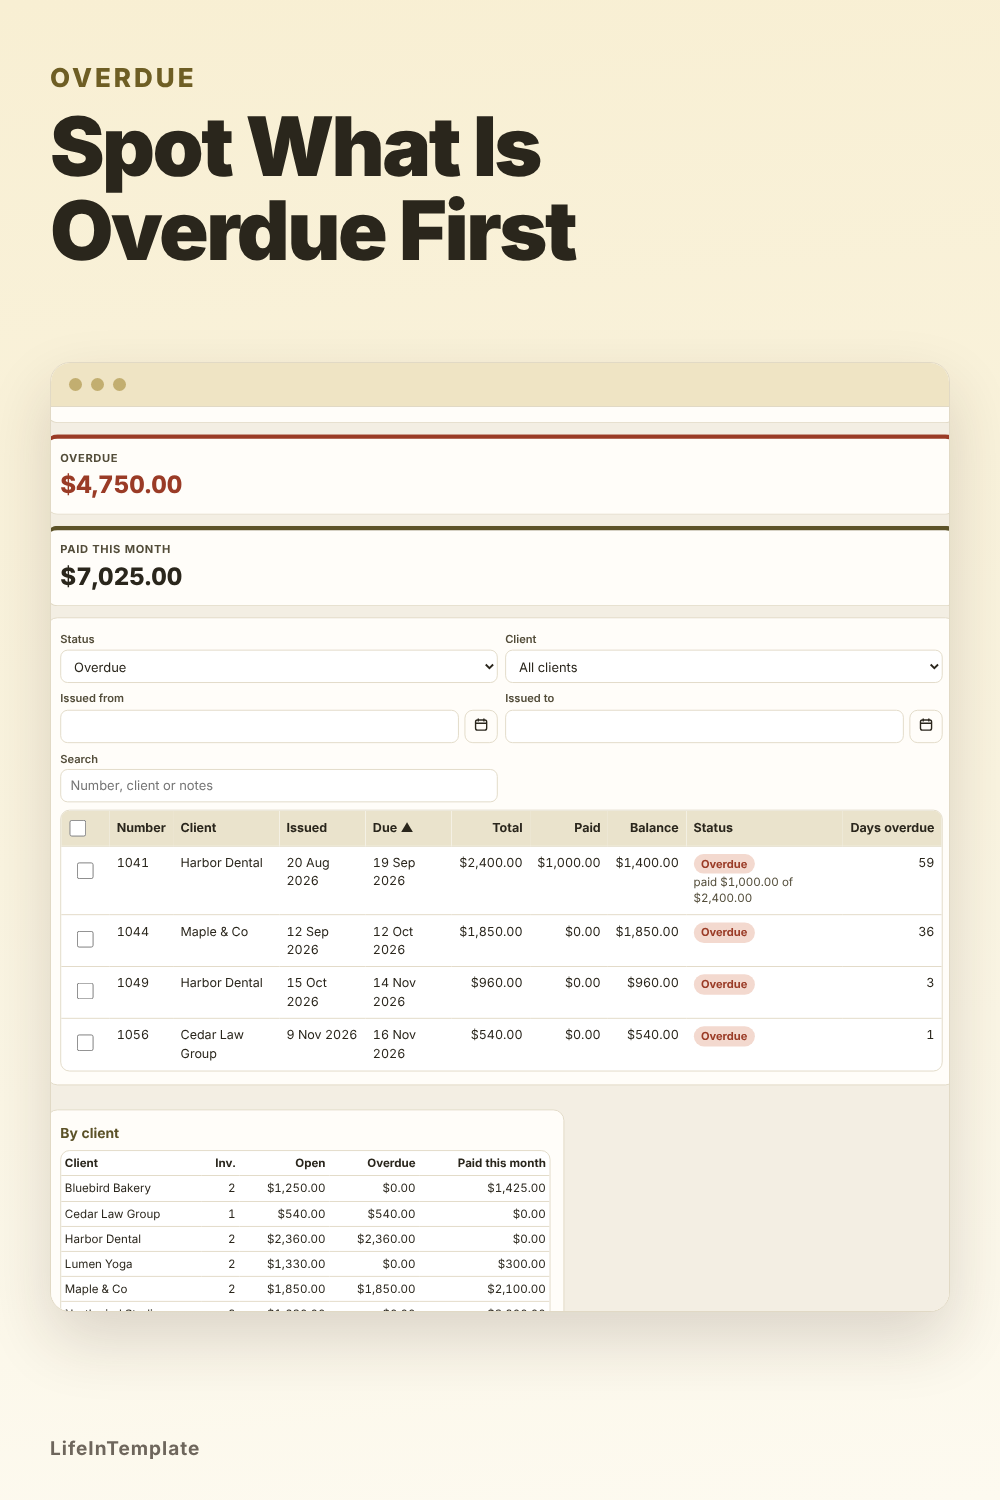 OVERDUE
Spot What Is
Overdue First
OVERDUE
$4,750.00
PAID THIS MONTH
$7,025.00
Status Client
Overdue All clients
Issued from Issued to
Search
Number, client or notes
Number Client Issued Due ▲ Total Paid Balance Status Days overdue
1041 Harbor Dental 20 Aug 2026 19 Sep 2026 $2,400.00 $1,000.00 $1,400.00 Overdue 59
paid $1,000.00 of
$2,400.00
1044 Maple & Co 12 Sep 2026 12 Oct 2026 $1,850.00 $0.00 $1,850.00 Overdue 36
1049 Harbor Dental 15 Oct 2026 14 Nov 2026 $960.00 $0.00 $960.00 Overdue 3
1056 Cedar Law Group 9 Nov 2026 16 Nov 2026 $540.00 $0.00 $540.00 Overdue 1
By client
Client Inv. Open Overdue Paid this month
Bluebird Bakery 2 $1,250.00 $0.00 $1,425.00
Cedar Law Group 1 $540.00 $540.00 $0.00
Harbor Dental 2 $2,360.00 $2,360.00 $0.00
Lumen Yoga 2 $1,330.00 $0.00 $300.00
Maple & Co 2 $1,850.00 $1,850.00 $2,100.00
LifeInTemplate